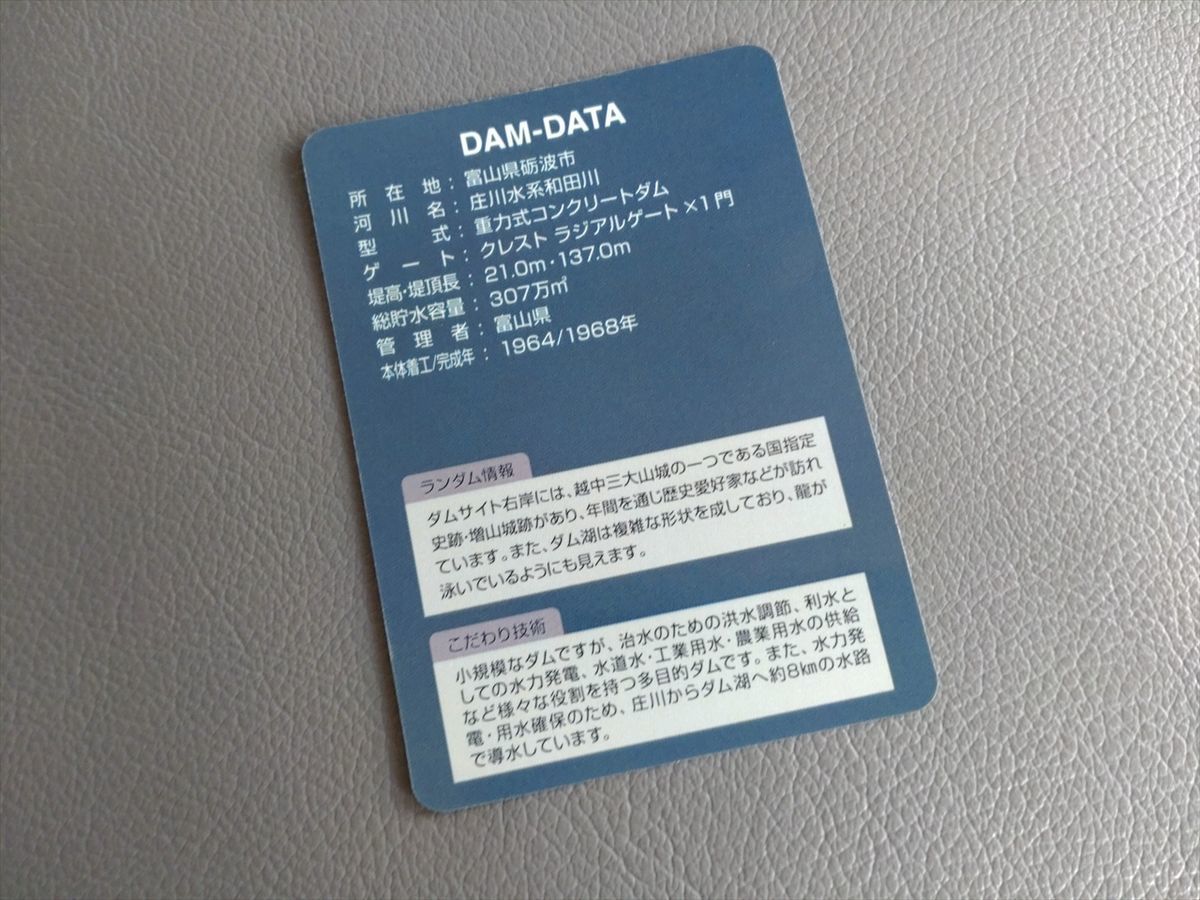 DAM-DATA
所在地：富山県砺波市
河川名：庄川水系和田川
型式：重力式コンクリートダム
ゲート：クレスト ラジアルゲート×1門
堤高・堤頂長：21.0m・137.0m
総貯水容量：307万㎥
管理者：富山県
本体着工/完成年：1964/1968年
ランダム情報
ダムサイト右岸には、越中三大山城の一つである国指定
史跡・増山城跡があり、年間を通じ歴史愛好家などが訪れ
ています。また、ダム湖は複雑な形状を成しており、龍が
泳いでいるようにも見えます。
こだわり技術
小規模なダムですが、治水のための洪水調節、利水と
しての水力発電、水道水・工業用水・農業用水の供給
など様々な役割を持つ多目的ダムです。また、水力発
電・用水確保のため、庄川からダム湖へ約8㎞の水路
で導水しています。